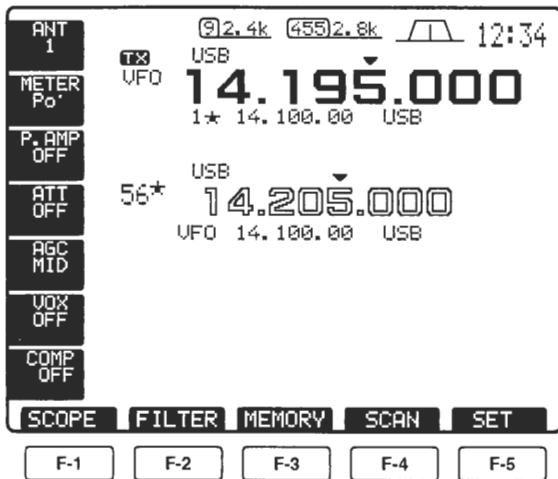 ANT
1
METER
Po
P.AMP
OFF
ATT
OFF
AGC
MID
VOX
OFF
COMP
OFF
9 2.4k 455 2.8k 12:34
TX USB
VFO 14.195.000
1★ 14.100.00 USB
USB
56★ 14.205.000
VFO 14.100.00 USB
SCOPE FILTER MEMORY SCAN SET
F-1 F-2 F-3 F-4 F-5